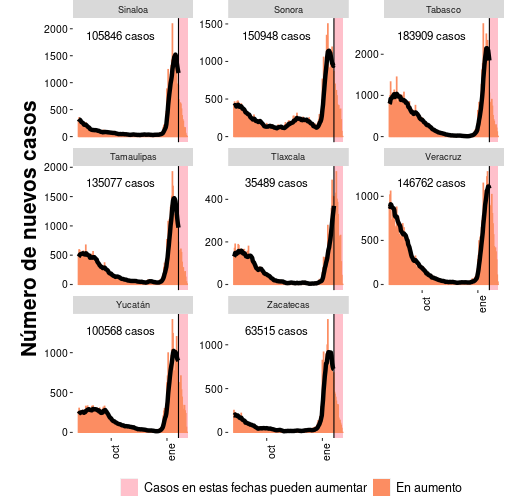 Sinaloa
Sonora
Tabasco
105846 casos
150948 casos
183909 casos
2000
1500
1000
500
0
1500
1000
500
0
2000
1000
0
Tamaulipas
Tlaxcala
Veracruz
135077 casos
35489 casos
146762 casos
2000
1500
1000
500
0
400
200
0
1000
500
0
oct
ene
Yucatán
Zacatecas
100568 casos
63515 casos
1000
500
0
1000
500
0
oct
ene
oct
ene
Número de nuevos casos
Casos en estas fechas pueden aumentar
En aumento